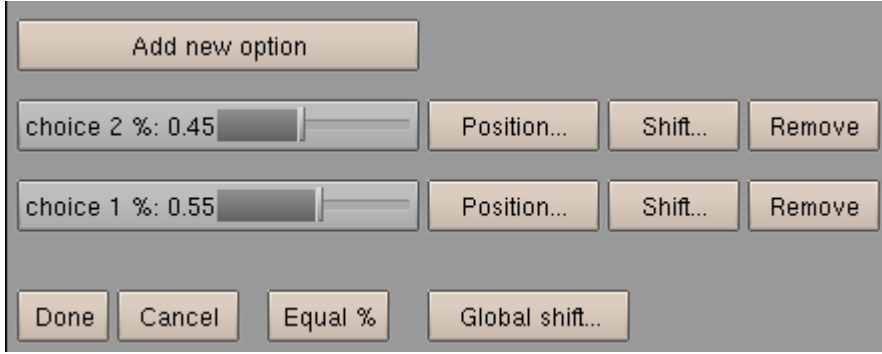 Add new option
choice 2 %: 0.45 Position... Shift... Remove
choice 1 %: 0.55 Position... Shift... Remove
Done Cancel Equal % Global shift...